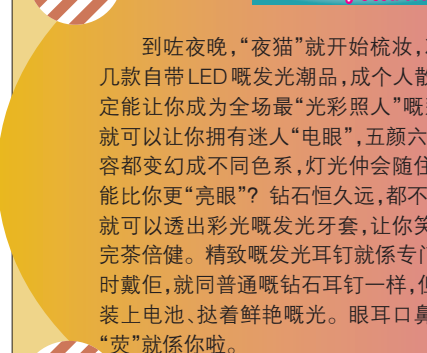 到咗夜晚，“夜猫”就开始梳妆，
几款自带LED嘅发光潮品，成个人散
定能让你成为全场最“光彩照人”嘅
就可以让你拥有迷人“电眼”，五颜六
容都变幻成不同色系，灯光仲会随住
能比你更“亮眼”？钻石恒久远，都不
就可以透出彩光嘅发光牙套，让你笑
完茶倍健。精致嘅发光耳钉就係专门
时戴佢，就同普通嘅钻石耳钉一样，但
装上电池、挞着鲜艳嘅光。眼耳口鼻
“荧”就係你啦。